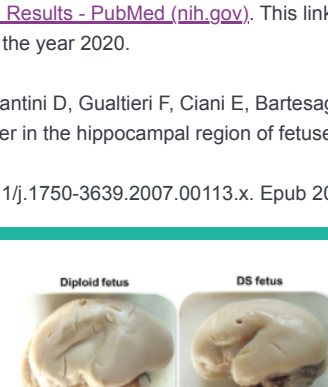 Results - PubMed (nih.gov). This link
the year 2020.
antini D, Gualtieri F, Ciani E, Bartesag
er in the hippocampal region of fetuse
1/j.1750-3639.2007.00113.x. Epub 20
Diploid fetus
DS fetus